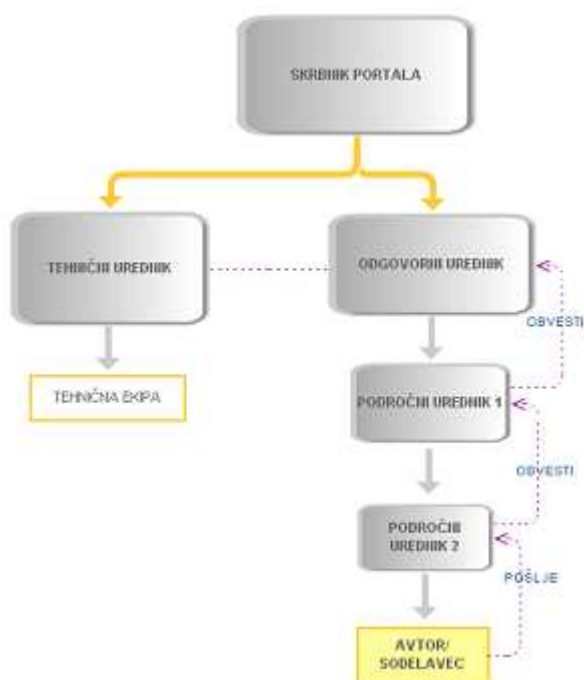 SKRBNIK PORTALA
TEHNIČNI UREDNIK
ODGOVORNI UREDNIK
OBVESTI
TEHNIČNA EKIPA
PODROČNI UREDNIK 1
OBVESTI
PODROČNI
UREDNIK 2
POŠLJE
AVTOR/
SODELAVEC